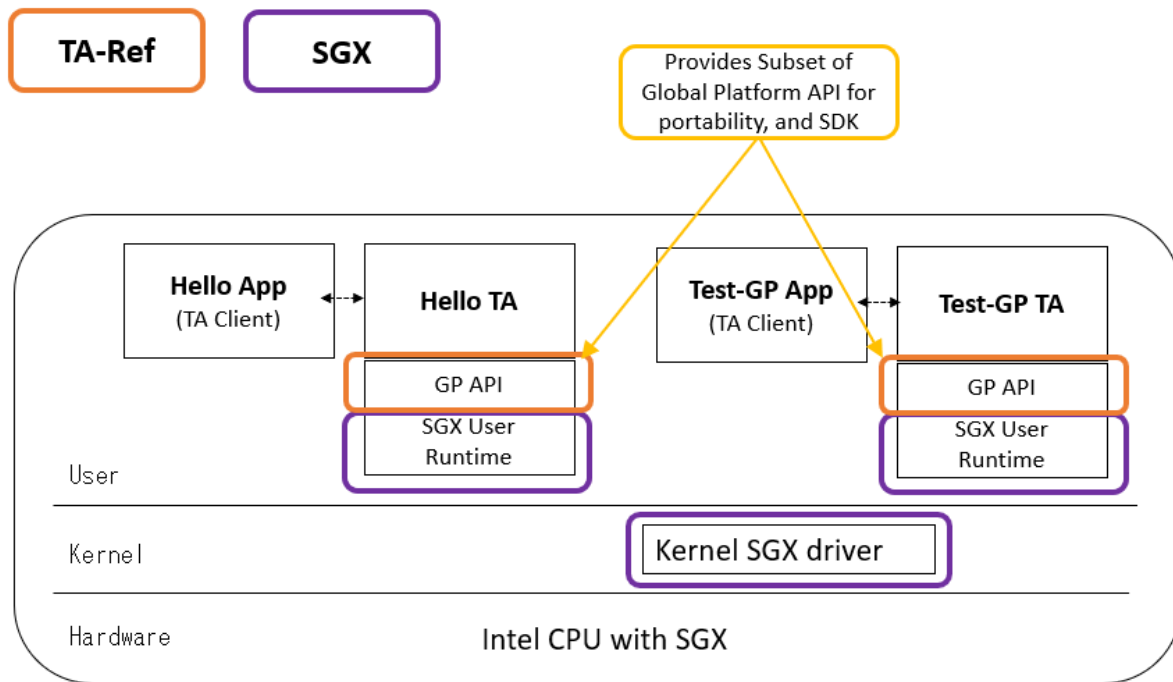 TA-Ref
SGX
Provides Subset of
Global Platform API for
portability, and SDK
Hello App
(TA Client)
Hello TA
Test-GP App
(TA Client)
Test-GP TA
GP API
GP API
SGX User
Runtime
SGX User
Runtime
User
Kernel
Kernel SGX driver
Hardware
Intel CPU with SGX